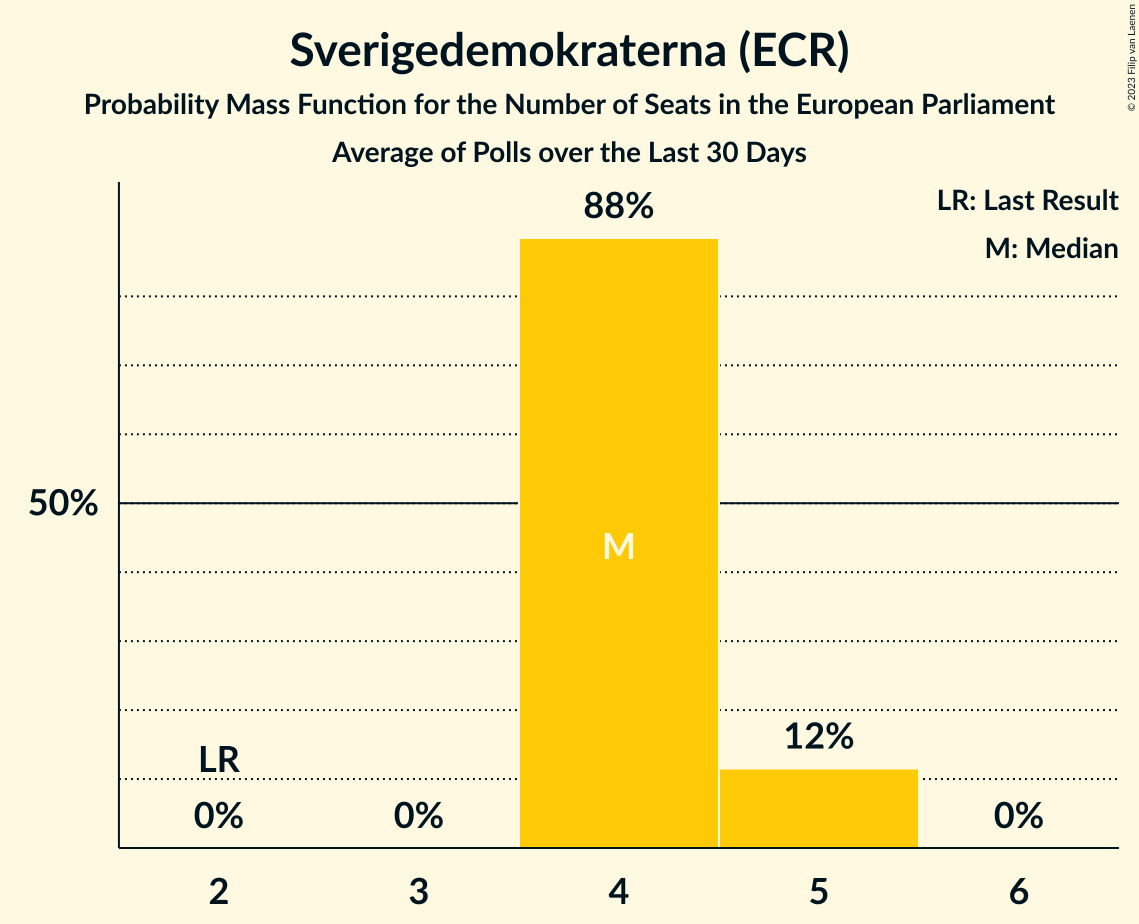 Sverigedemokraterna (ECR)
Probability Mass Function for the Number of Seats in the European Parliament
Average of Polls over the Last 30 Days
© 2023 Filip van Laenen
LR: Last Result
M: Median
88%
50%
M
12%
LR
0%
0%
0%
2
3
4
5
6